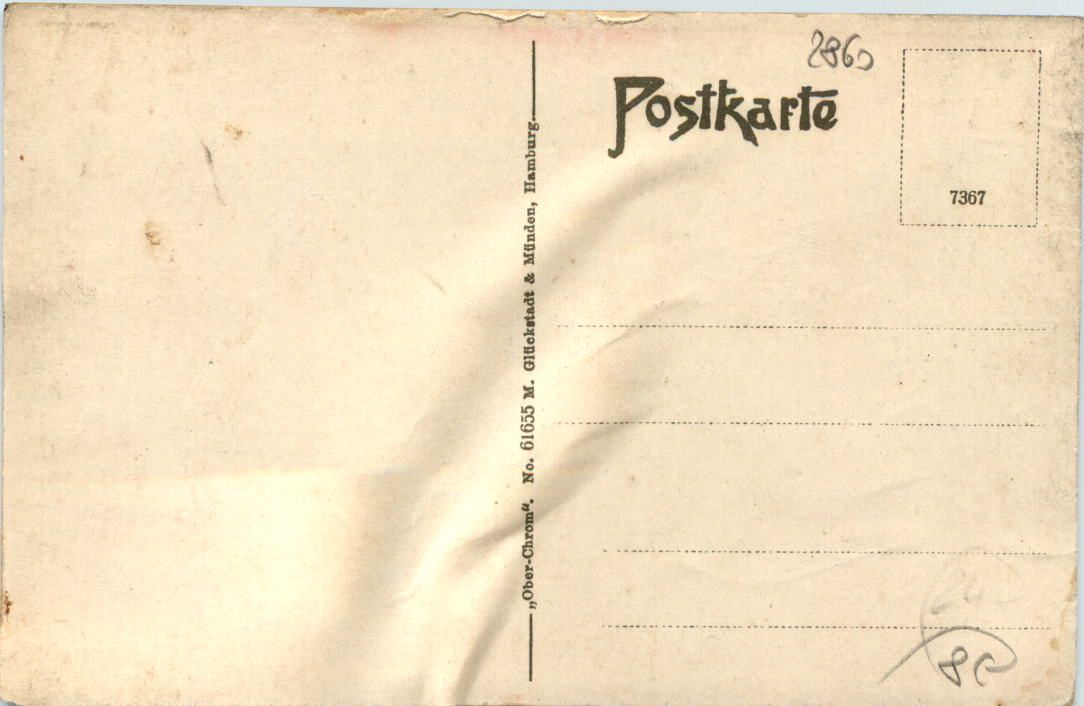 2860
Postkarte
7367
„Ober-Chrom“. No. 61655 M. Glückstadt & Münden, Hamburg.